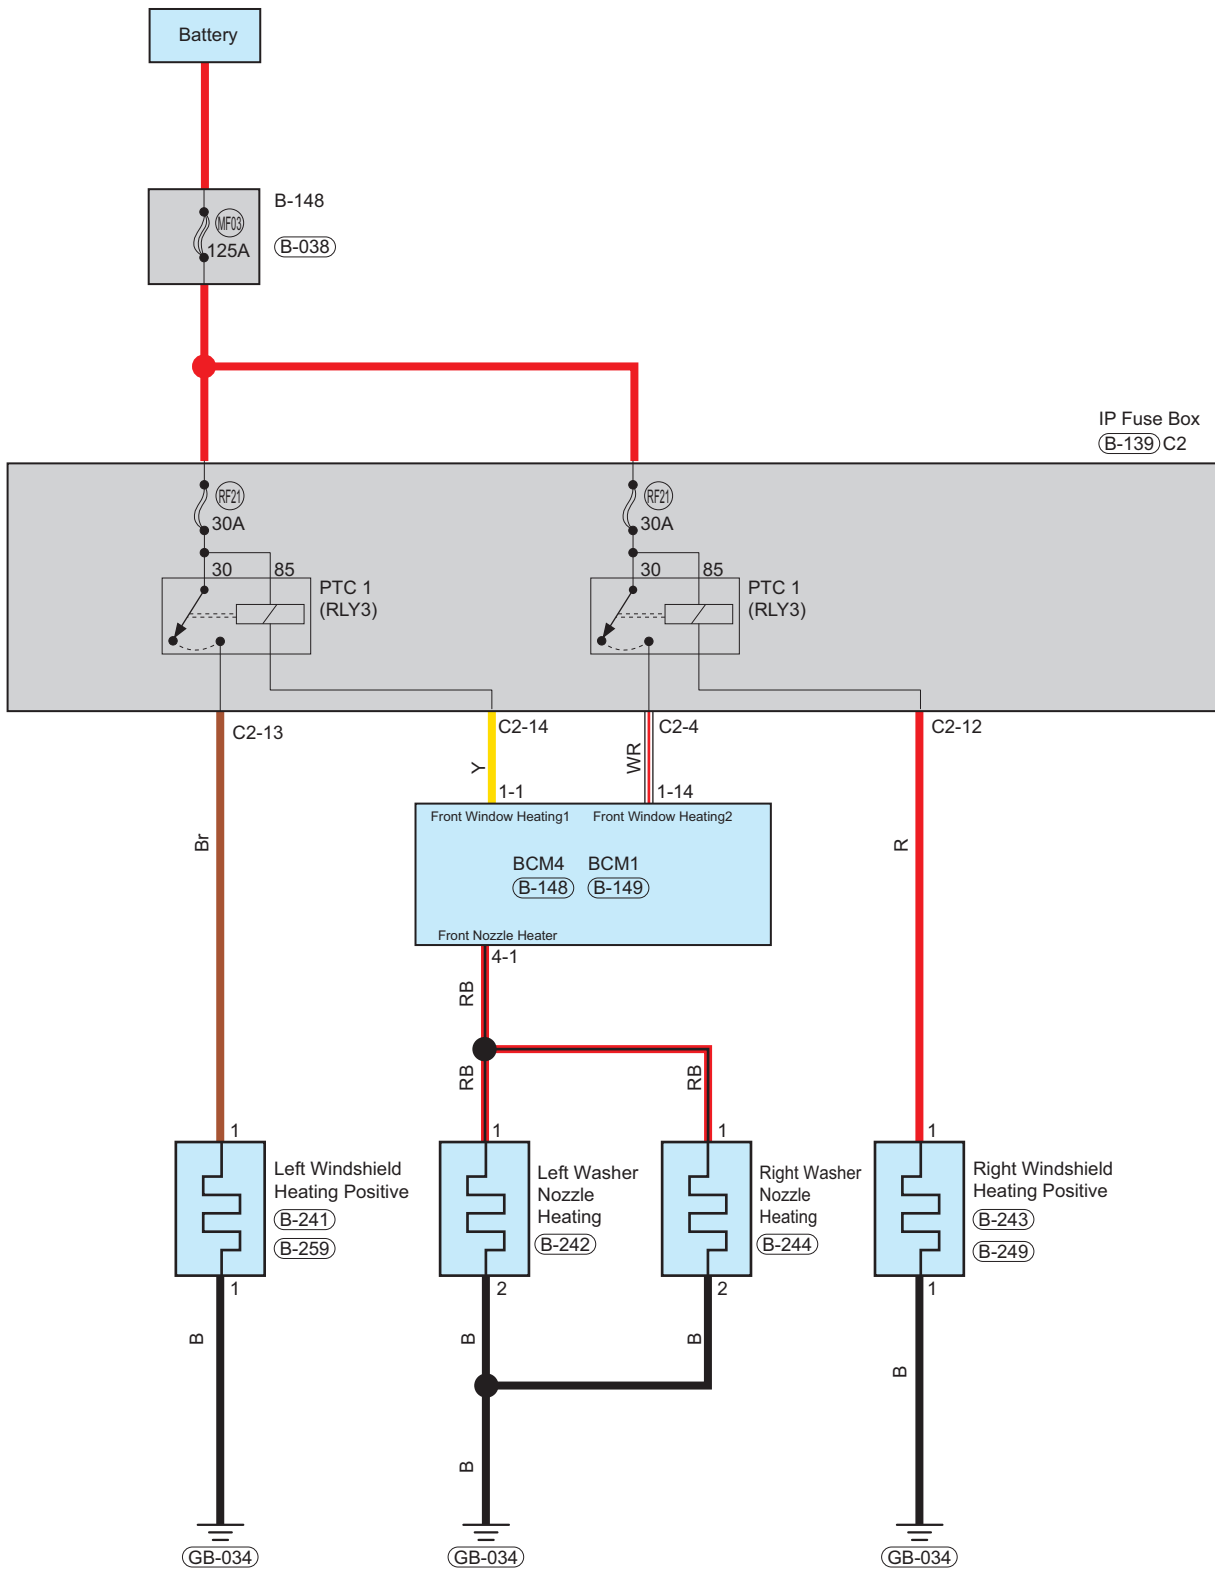 Battery
B-148
MF03
125A
B-038
IP Fuse Box
B-139 C2
RF21
30A
RF21
30A
30
85
30
85
PTC 1
(RLY3)
PTC 1
(RLY3)
C2-13
C2-14
C2-4
C2-12
Y
WR
1-1
1-14
Front Window Heating1
Front Window Heating2
Br
R
BCM4
BCM1
B-148
B-149
Front Nozzle Heater
4-1
RB
RB
RB
1
1
1
1
Left Windshield
Heating Positive
B-241
B-259
Left Washer
Nozzle
Heating
B-242
Right Washer
Nozzle
Heating
B-244
Right Windshield
Heating Positive
B-243
B-249
1
2
2
1
B
B
B
B
B
GB-034
GB-034
GB-034